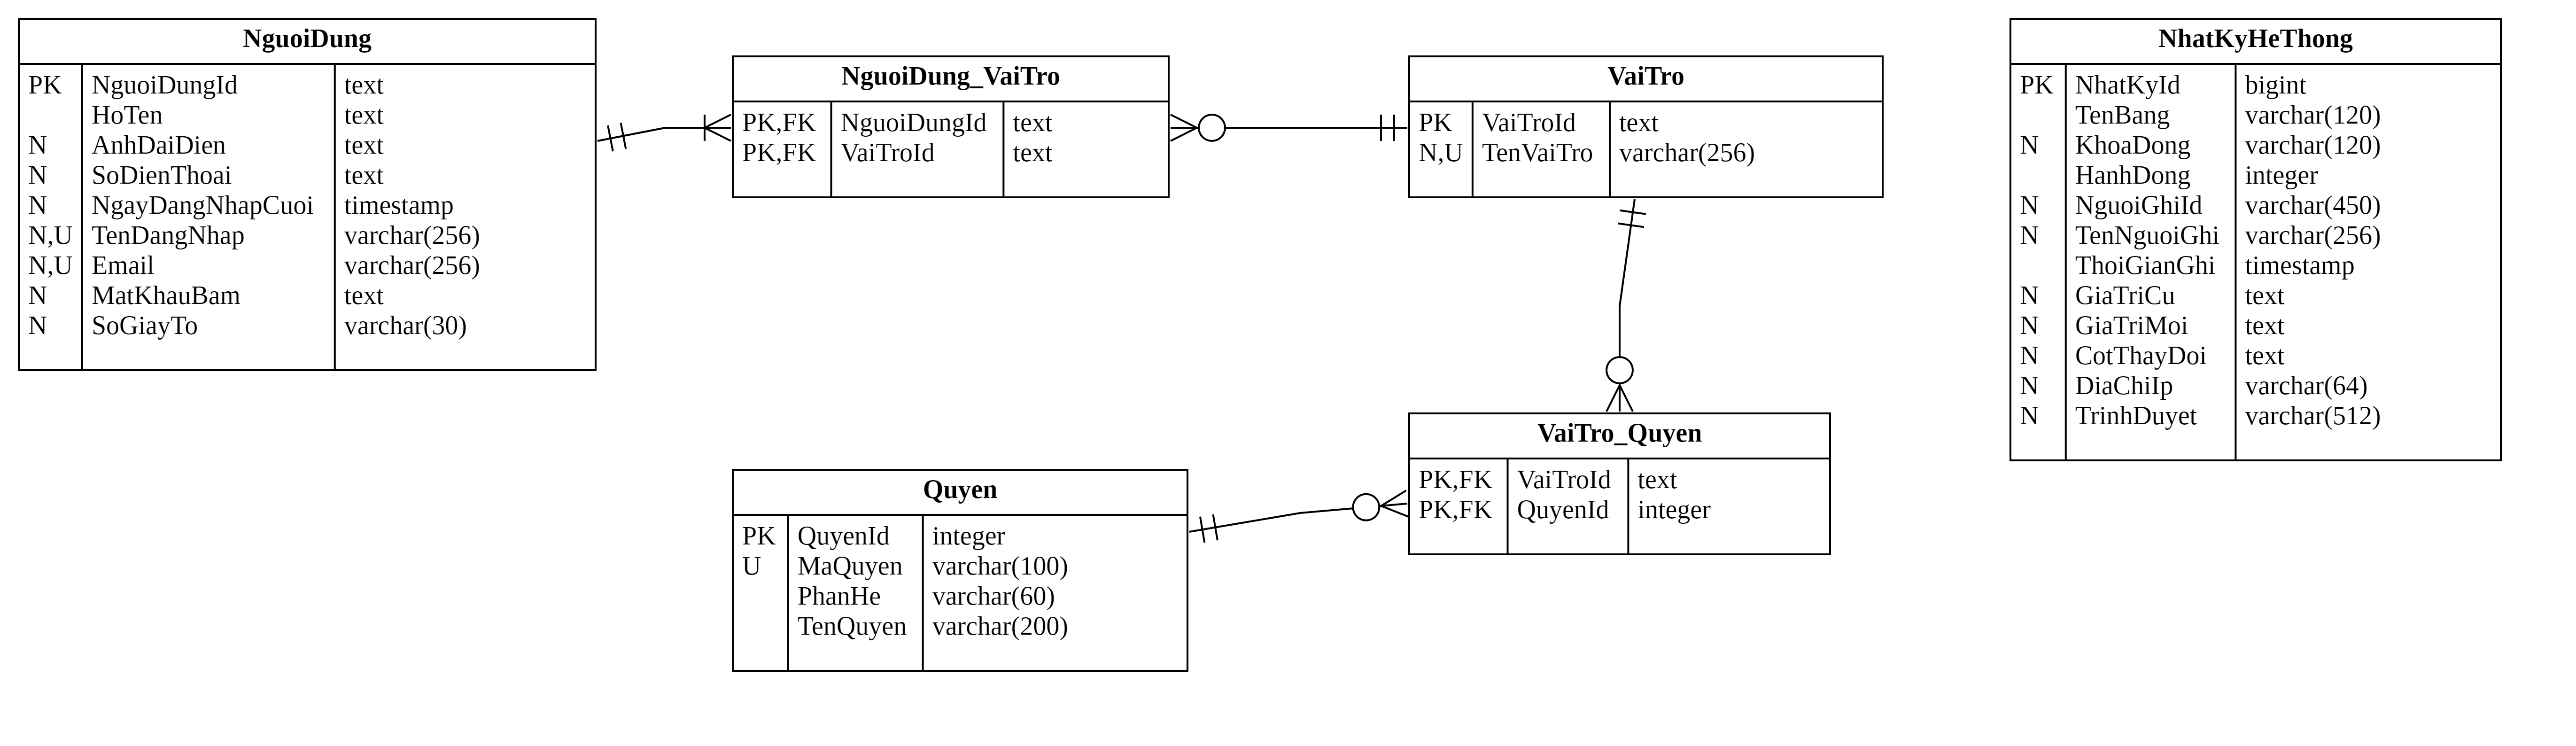 NguoiDung
PK NguoiDungId text
HoTen text
N AnhDaiDien text
N SoDienThoai text
N NgayDangNhapCuoi timestamp
N,U TenDangNhap varchar(256)
N,U Email varchar(256)
N MatKhauBam text
N SoGiayTo varchar(30)
NguoiDung_VaiTro
PK,FK NguoiDungId text
PK,FK VaiTroId text
VaiTro
PK VaiTroId text
N,U TenVaiTro varchar(256)
NhatKyHeThong
PK NhatKyId bigint
TenBang varchar(120)
N KhoaDong varchar(120)
HanhDong integer
N NguoiGhiId varchar(450)
N TenNguoiGhi varchar(256)
ThoiGianGhi timestamp
N GiaTriCu text
N GiaTriMoi text
N CotThayDoi text
N DiaChiIp varchar(64)
N TrinhDuyet varchar(512)
Quyen
PK QuyenId integer
U MaQuyen varchar(100)
PhanHe varchar(60)
TenQuyen varchar(200)
VaiTro_Quyen
PK,FK VaiTroId text
PK,FK QuyenId integer